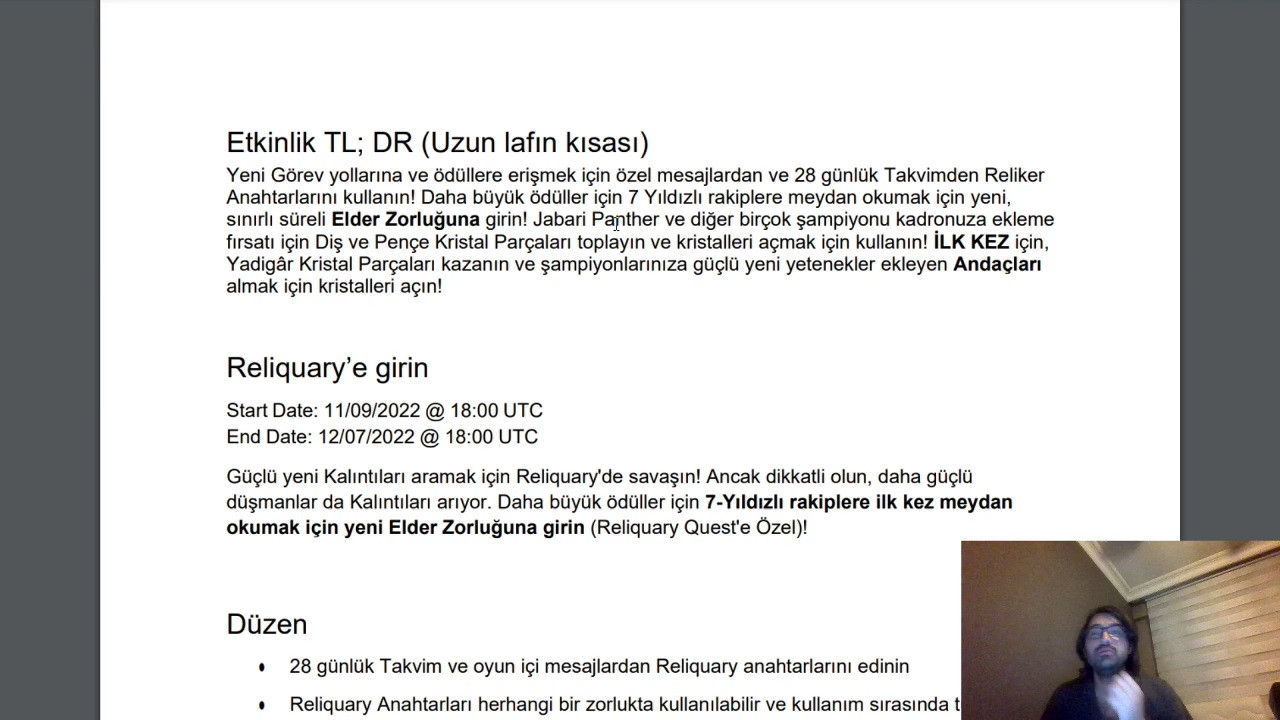 Etkinlik TL; DR (Uzun lafın kısası)
Yeni Görev yollarına ve ödüllere erişmek için özel mesajlardan ve 28 günlük Takvimden Reliker
Anahtarlarını kullanın! Daha büyük ödüller için 7 Yıldızlı rakiplere meydan okumak için yeni,
sınırlı süreli Elder Zorluğuna girin! Jabari Panther ve diğer birçok şampiyonu kadronuza ekleme
fırsatı için Diş ve Pençe Kristal Parçaları toplayın ve kristalleri açmak için kullanın! İLK KEZ için,
Yadigâr Kristal Parçaları kazanın ve şampiyonlarınıza güçlü yeni yetenekler ekleyen Andaçları
almak için kristalleri açın!
Reliquary’e girin
Start Date: 11/09/2022 @ 18:00 UTC
End Date: 12/07/2022 @ 18:00 UTC
Güçlü yeni Kalıntıları aramak için Reliquary'de savaşın! Ancak dikkatli olun, daha güçlü
düşmanlar da Kalıntıları arıyor. Daha büyük ödüller için 7-Yıldızlı rakiplere ilk kez meydan
okumak için yeni Elder Zorluğuna girin (Reliquary Quest'e Özel)!
Düzen
• 28 günlük Takvim ve oyun içi mesajlardan Reliquary anahtarlarını edinin
• Reliquary Anahtarları herhangi bir zorlukta kullanılabilir ve kullanım sırasında